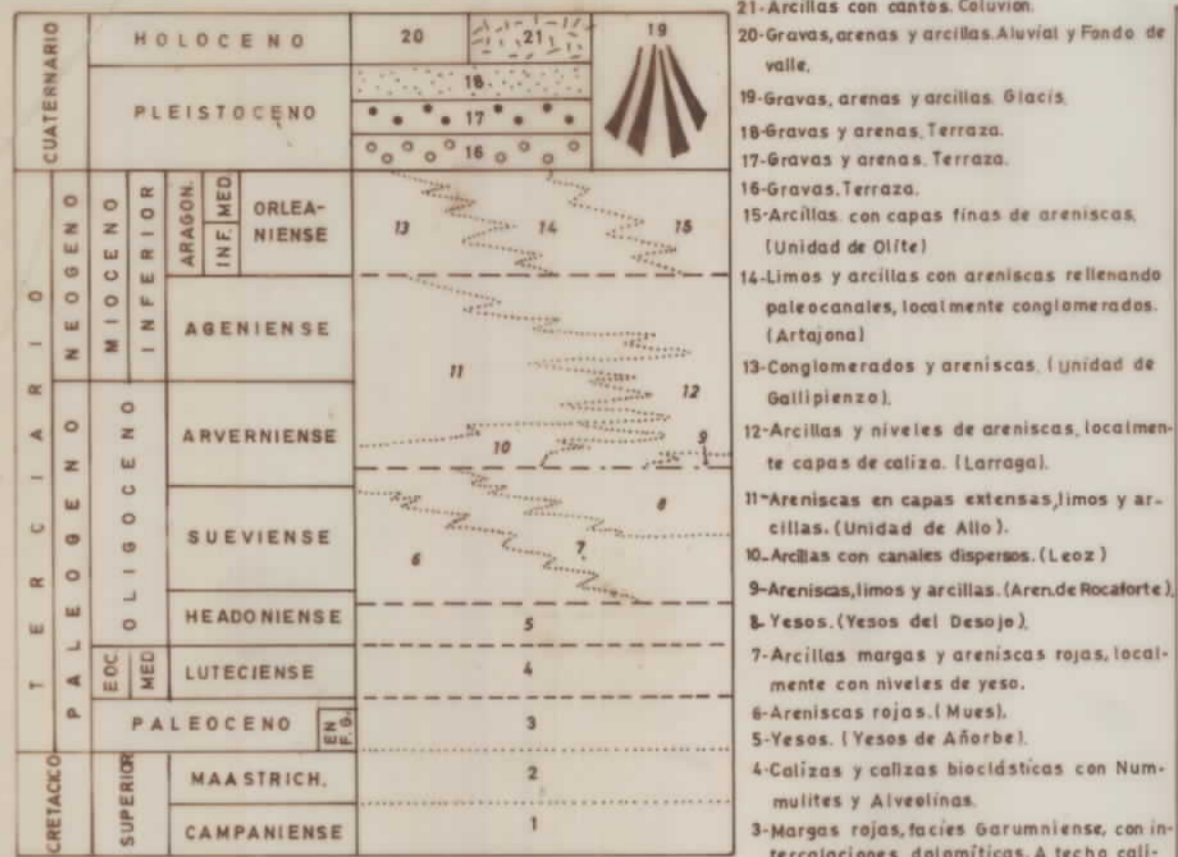 CUATERNARIO
HOLOCENO
20
21
19
PLEISTOCENO
18
17
16
TERCIARIO
NEOGENO
MIOCENO
INFERIOR
ARAGON.
INF. MED
ORLEA-
NIENSE
13
14
15
AGENIENSE
11
12
PALEOGENO
OLIGOCENO
ARVERNIENSE
10
9
SUEVIENSE
8
7
6
HEADONIENSE
5
EOC.
MED
LUTECIENSE
4
PALEOCENO
EN
F. G.
3
CRETACICO
SUPERIOR
MAASTRICH.
2
CAMPANIENSE
1
21-Arcillas con cantos. Coluvion.
20-Gravas, arenas y arcillas. Aluvial y Fondo de
valle.
19-Gravas, arenas y arcillas. Glacis.
18-Gravas y arenas. Terraza.
17-Gravas y arenas. Terraza.
16-Gravas. Terraza.
15-Arcillas con capas finas de areniscas.
(Unidad de Olite)
14-Limos y arcillas con areniscas rellenando
paleocanales, localmente conglomerados.
(Artajona)
13-Conglomerados y areniscas. (Unidad de
Gallipienzo).
12-Arcillas y niveles de areniscas, localmen-
te capas de caliza. (Larraga).
11-Areniscas en capas extensas, limos y ar-
cillas. (Unidad de Allo).
10-Arcillas con canales dispersos. (Leoz)
9-Areniscas, limos y arcillas. (Aren. de Rocaforte).
8-Yesos. (Yesos del Desojo).
7-Arcillas margas y areniscas rojas, local-
mente con niveles de yeso.
6-Areniscas rojas. (Mues).
5-Yesos. (Yesos de Añorbe).
4-Calizas y calizas bioclásticas con Num-
mulites y Alveolinas.
3-Margas rojas, facies Garumniense, con in-
tercalaciones dolomíticas. A techo cali-